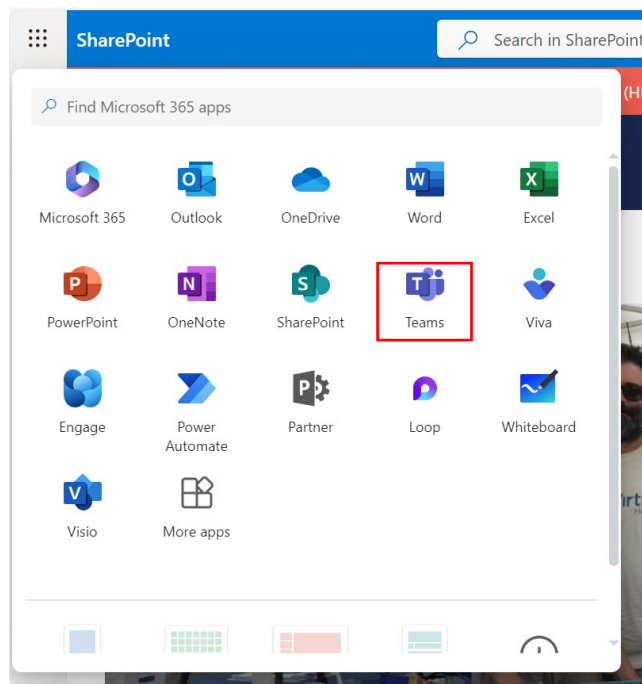 SharePoint
Search in SharePoint
(H
Find Microsoft 365 apps
Microsoft 365
Outlook
OneDrive
Word
Excel
PowerPoint
OneNote
SharePoint
Teams
Viva
Engage
Power
Automate
Partner
Loop
Whiteboard
Visio
More apps